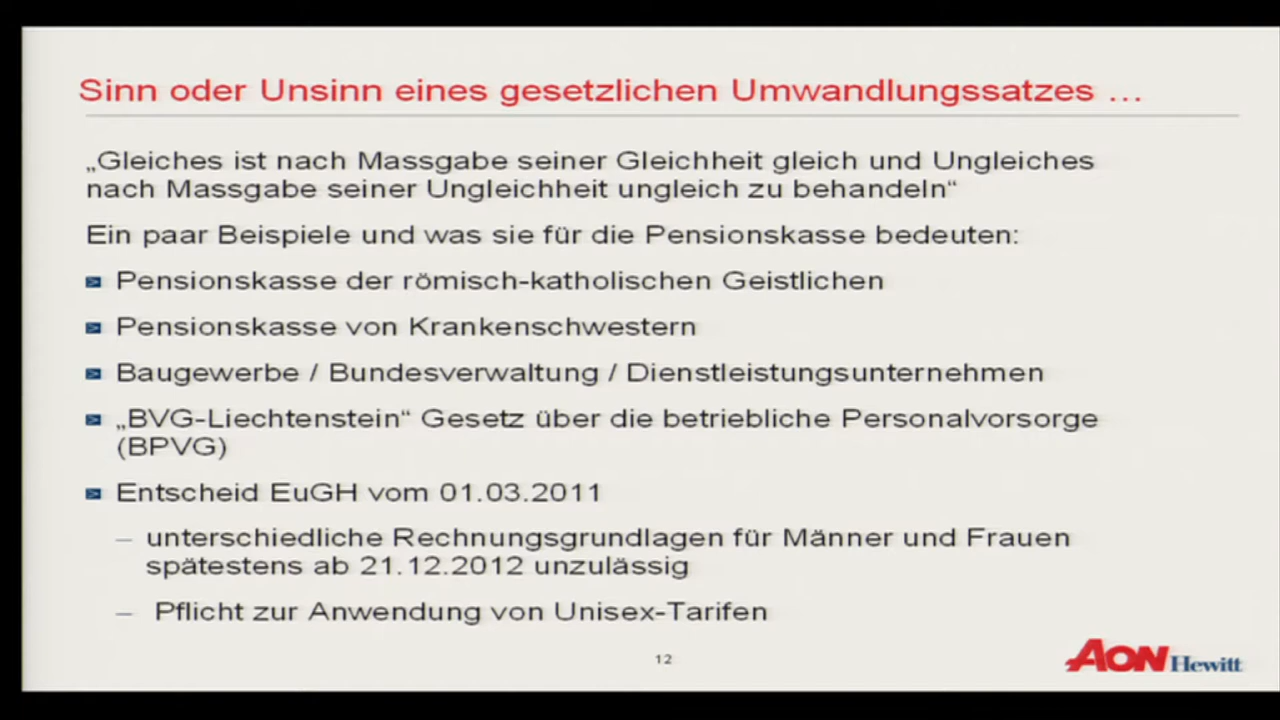 Sinn oder Unsinn eines gesetzlichen Umwandlungssatzes ...
„Gleiches ist nach Massgabe seiner Gleichheit gleich und Ungleiches
nach Massgabe seiner Ungleichheit ungleich zu behandeln“
Ein paar Beispiele und was sie für die Pensionskasse bedeuten:
Pensionskasse der römisch-katholischen Geistlichen
Pensionskasse von Krankenschwestern
Baugewerbe / Bundesverwaltung / Dienstleistungsunternehmen
„BVG-Liechtenstein“ Gesetz über die betriebliche Personalvorsorge
(BPVG)
Entscheid EuGH vom 01.03.2011
– unterschiedliche Rechnungsgrundlagen für Männer und Frauen
spätestens ab 21.12.2012 unzulässig
– Pflicht zur Anwendung von Unisex-Tarifen
12
AON Hewitt